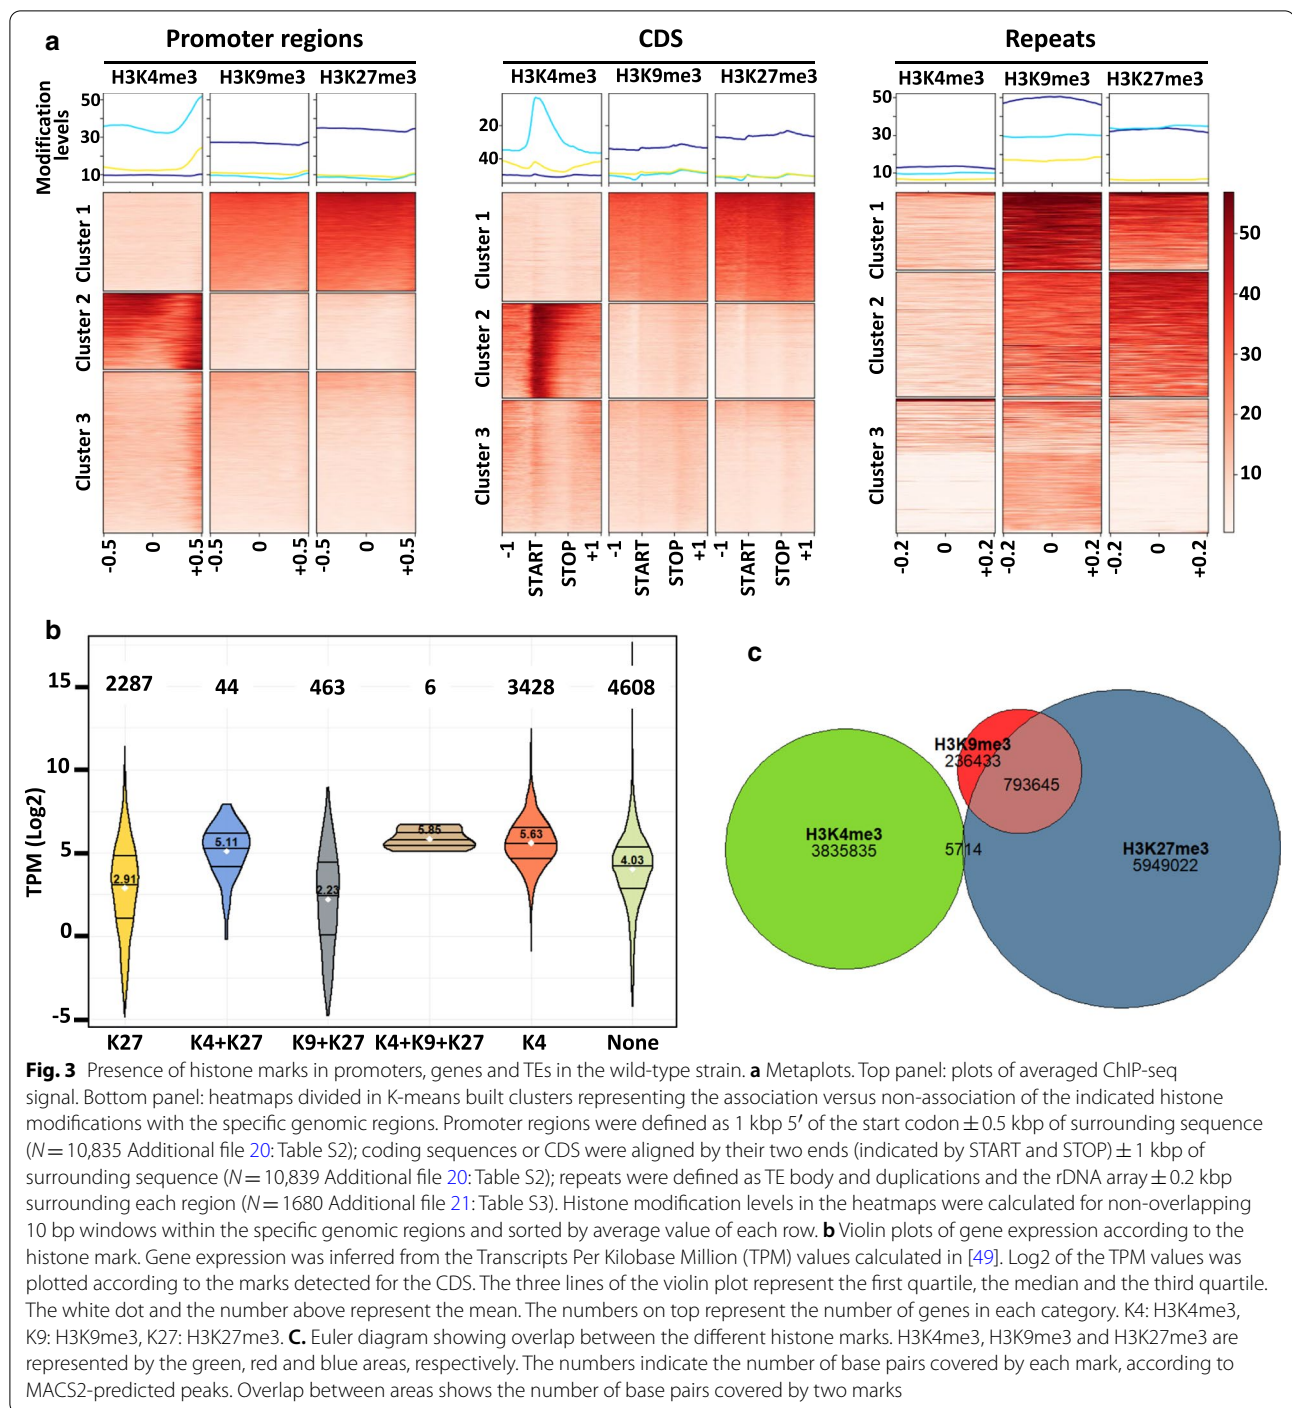 a
Promoter regions
CDS
Repeats
H3K4me3 H3K9me3 H3K27me3
H3K4me3 H3K9me3 H3K27me3
H3K4me3 H3K9me3 H3K27me3
Modification
levels
50
30
10
20
40
50
30
10
Cluster 1
Cluster 2
Cluster 3
Cluster 1
Cluster 2
Cluster 3
Cluster 1
Cluster 2
Cluster 3
50
40
30
20
10
-0.5 0 +0.5 -0.5 0 +0.5 -0.5 0 +0.5
-1 START STOP +1 -1 START STOP +1 -1 START STOP +1
-0.2 0 +0.2 -0.2 0 +0.2 -0.2 0 +0.2
b
TPM (Log2)
15
10
5
0
-5
2287 44 463 6 3428 4608
2.91 5.11 2.23 5.85 5.63 4.03
K27 K4+K27 K9+K27 K4+K9+K27 K4 None
c
H3K9me3
236433
793645
H3K4me3
3835835
5714
H3K27me3
5949022
Fig. 3 Presence of histone marks in promoters, genes and TEs in the wild-type strain. a Metaplots. Top panel: plots of averaged ChIP-seq
signal. Bottom panel: heatmaps divided in K-means built clusters representing the association versus non-association of the indicated histone
modifications with the specific genomic regions. Promoter regions were defined as 1 kbp 5′ of the start codon ± 0.5 kbp of surrounding sequence
(N = 10,835 Additional file 20: Table S2); coding sequences or CDS were aligned by their two ends (indicated by START and STOP) ± 1 kbp of
surrounding sequence (N = 10,839 Additional file 20: Table S2); repeats were defined as TE body and duplications and the rDNA array ± 0.2 kbp
surrounding each region (N = 1680 Additional file 21: Table S3). Histone modification levels in the heatmaps were calculated for non-overlapping
10 bp windows within the specific genomic regions and sorted by average value of each row. b Violin plots of gene expression according to the
histone mark. Gene expression was inferred from the Transcripts Per Kilobase Million (TPM) values calculated in [49]. Log2 of the TPM values was
plotted according to the marks detected for the CDS. The three lines of the violin plot represent the first quartile, the median and the third quartile.
The white dot and the number above represent the mean. The numbers on top represent the number of genes in each category. K4: H3K4me3,
K9: H3K9me3, K27: H3K27me3. C. Euler diagram showing overlap between the different histone marks. H3K4me3, H3K9me3 and H3K27me3 are
represented by the green, red and blue areas, respectively. The numbers indicate the number of base pairs covered by each mark, according to
MACS2-predicted peaks. Overlap between areas shows the number of base pairs covered by two marks